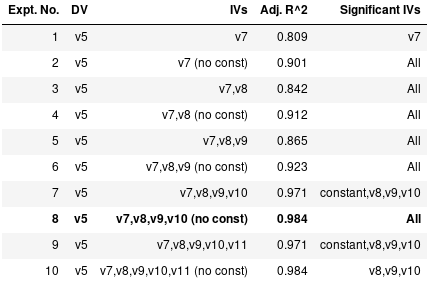 Expt. No. DV IVs Adj. R^2 Significant IVs
1 v5 v7 0.809 v7
2 v5 v7 (no const) 0.901 All
3 v5 v7,v8 0.842 All
4 v5 v7,v8 (no const) 0.912 All
5 v5 v7,v8,v9 0.865 All
6 v5 v7,v8,v9 (no const) 0.923 All
7 v5 v7,v8,v9,v10 0.971 constant,v8,v9,v10
8 v5 v7,v8,v9,v10 (no const) 0.984 All
9 v5 v7,v8,v9,v10,v11 0.971 constant,v8,v9,v10
10 v5 v7,v8,v9,v10,v11 (no const) 0.984 v8,v9,v10